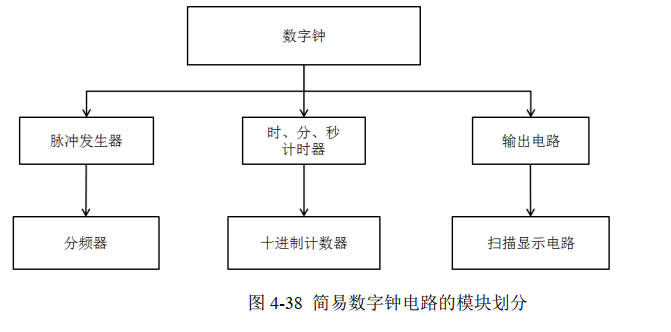 数字钟
脉冲发生器
时、分、秒
计时器
输出电路
分频器
十进制计数器
扫描显示电路
图 4-38 简易数字钟电路的模块划分